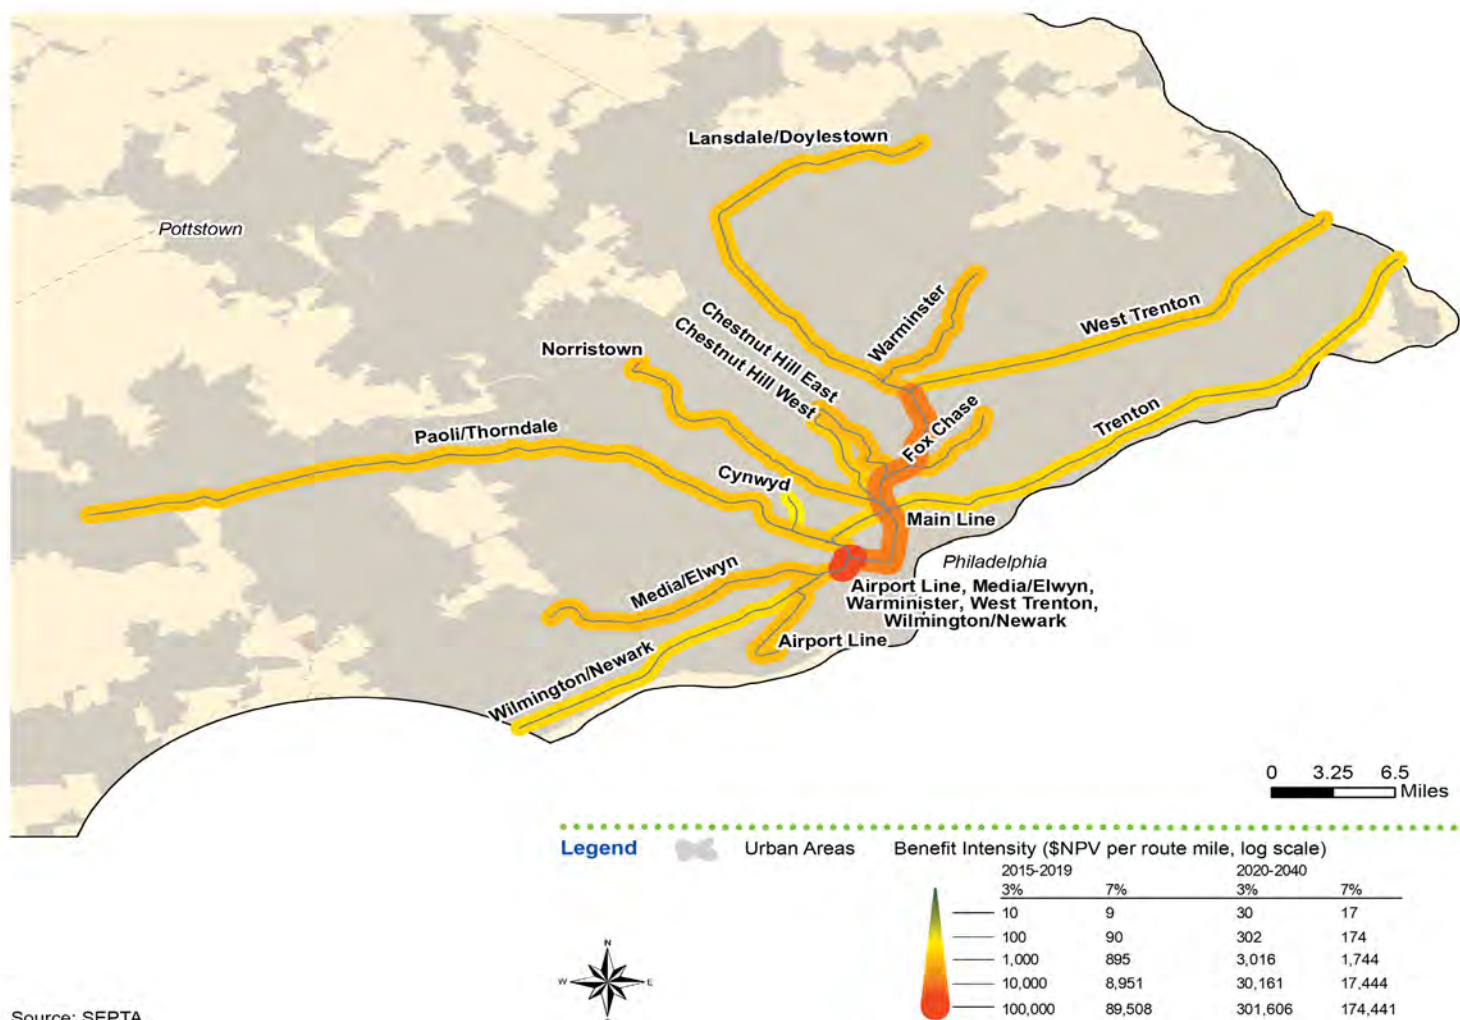 Lansdale/Doylestown
Pottstown
West Trenton
Warminster
Chestnut Hill East
Chestnut Hill West
Norristown
Fox Chase
Trenton
Paoli/Thorndale
Cynwyd
Main Line
Philadelphia
Media/Elwyn
Airport Line, Media/Elwyn,
Warminister, West Trenton,
Wilmington/Newark
Airport Line
Wilmington/Newark
0 3.25 6.5
Miles
Legend Urban Areas Benefit Intensity ($NPV per route mile, log scale)
2015-2019 2020-2040
3% 7% 3% 7%
10 9 30 17
100 90 302 174
1,000 895 3,016 1,744
10,000 8,951 30,161 17,444
100,000 89,508 301,606 174,441
N
W E
Source: SEPTA